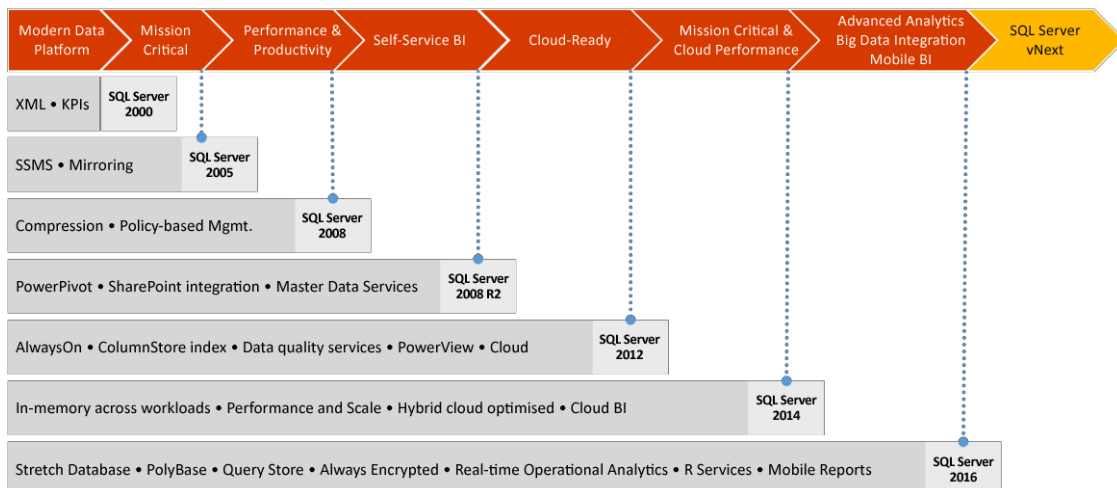 Modern Data
Platform
Mission
Critical
Performance &
Productivity
Self-Service BI
Cloud-Ready
Mission Critical &
Cloud Performance
Advanced Analytics
Big Data Integration
Mobile BI
SQL Server
vNext
XML • KPIs
SQL Server
2000
SSMS • Mirroring
SQL Server
2005
Compression • Policy-based Mgmt.
SQL Server
2008
PowerPivot • SharePoint integration • Master Data Services
SQL Server
2008 R2
AlwaysOn • ColumnStore index • Data quality services • PowerView • Cloud
SQL Server
2012
In-memory across workloads • Performance and Scale • Hybrid cloud optimised • Cloud BI
SQL Server
2014
Stretch Database • PolyBase • Query Store • Always Encrypted • Real-time Operational Analytics • R Services • Mobile Reports
SQL Server
2016